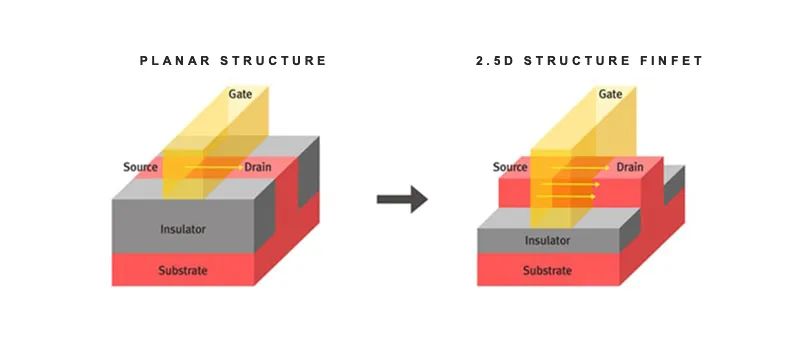 PLANAR STRUCTURE
Gate
Source
Drain
Insulator
Substrate
2.5D STRUCTURE FINFET
Gate
Source
Drain
Insulator
Substrate